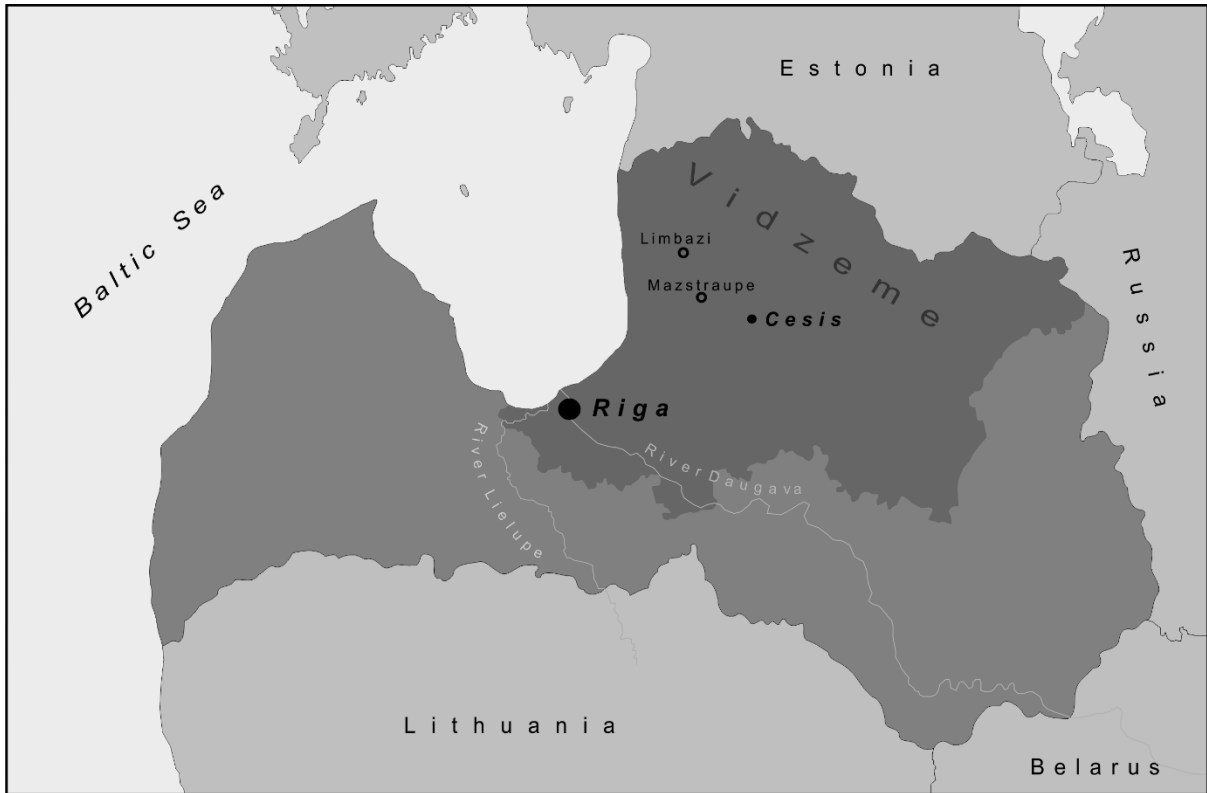 Estonia
Vidzeme
Baltic Sea
Limbazi
Russia
Mazstraupe
Cesis
Riga
River Daugava
River Lielupe
Lithuania
Belarus